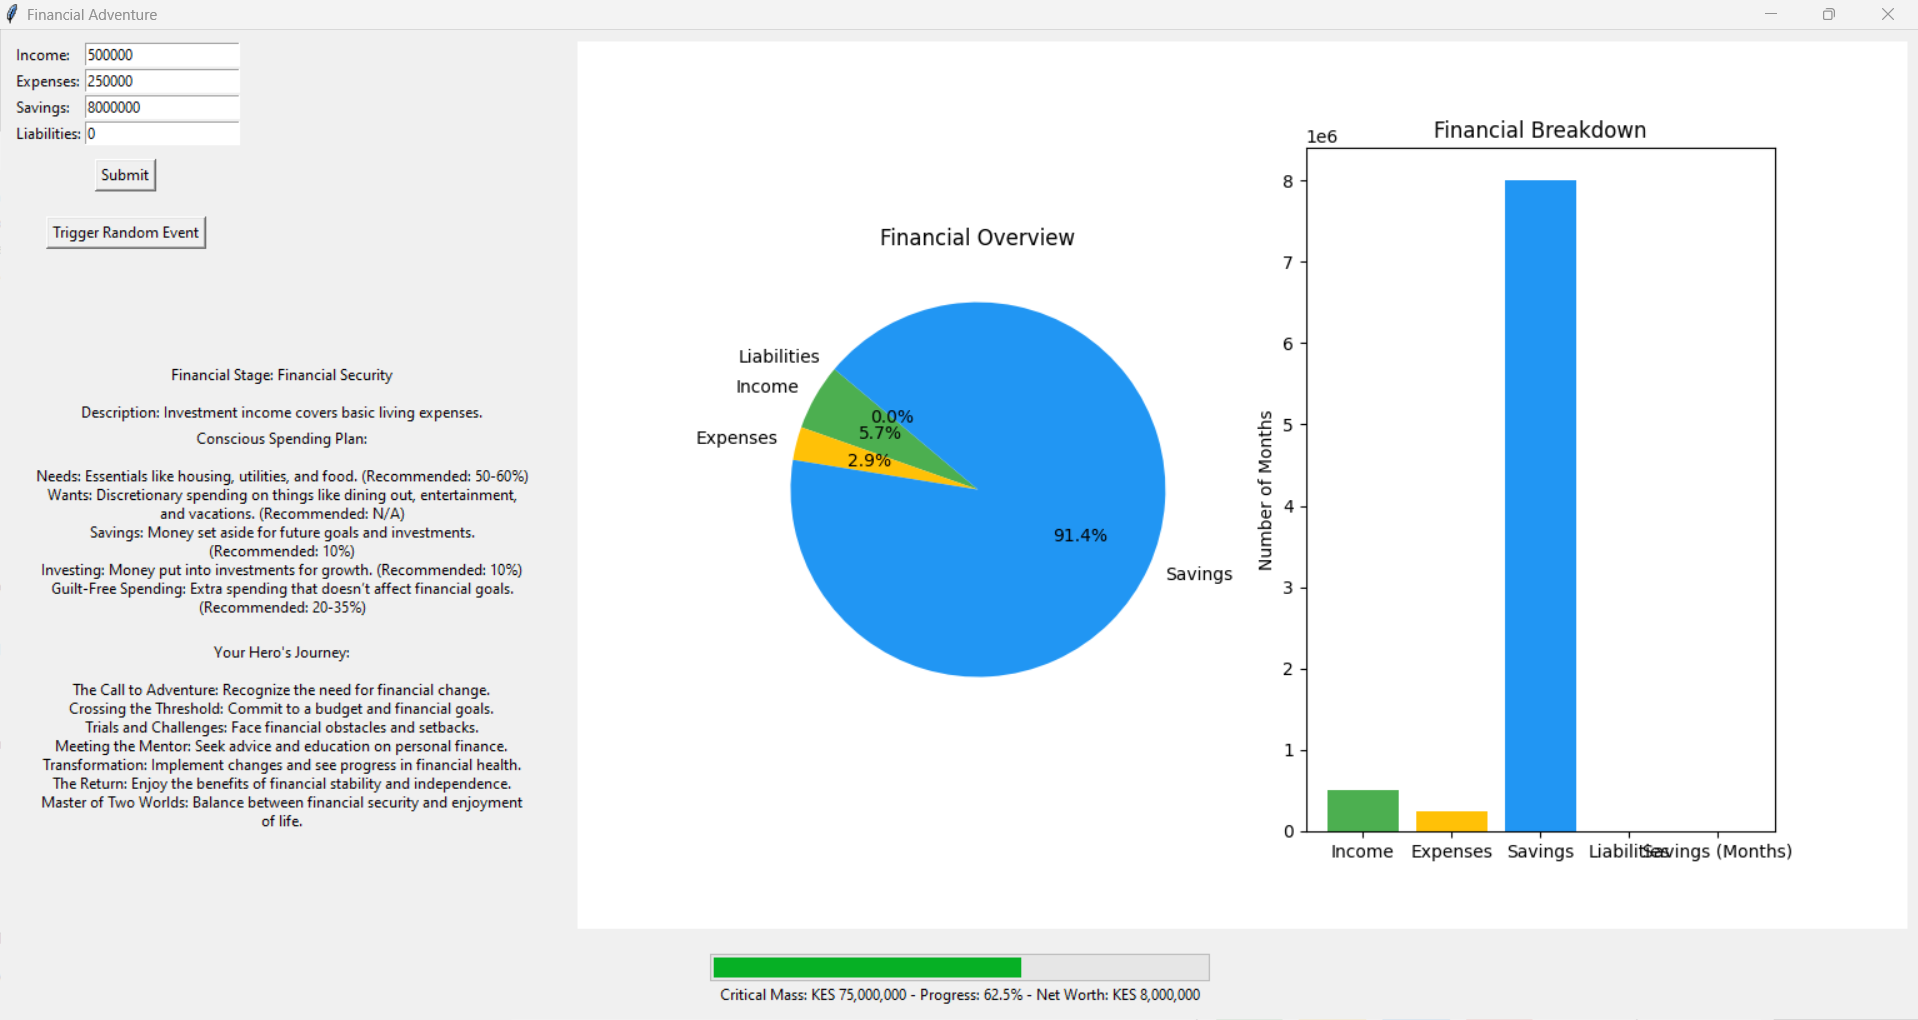 Financial Adventure
Income: 500000
Expenses: 250000
Savings: 8000000
Liabilities: 0
Submit
Trigger Random Event
Financial Stage: Financial Security
Description: Investment income covers basic living expenses.
Conscious Spending Plan:
Needs: Essentials like housing, utilities, and food. (Recommended: 50-60%)
Wants: Discretionary spending on things like dining out, entertainment,
and vacations. (Recommended: N/A)
Savings: Money set aside for future goals and investments.
(Recommended: 10%)
Investing: Money put into investments for growth. (Recommended: 10%)
Guilt-Free Spending: Extra spending that doesn't affect financial goals.
(Recommended: 20-35%)
Your Hero's Journey:
The Call to Adventure: Recognize the need for financial change.
Crossing the Threshold: Commit to a budget and financial goals.
Trials and Challenges: Face financial obstacles and setbacks.
Meeting the Mentor: Seek advice and education on personal finance.
Transformation: Implement changes and see progress in financial health.
The Return: Enjoy the benefits of financial stability and independence.
Master of Two Worlds: Balance between financial security and enjoyment
of life.
Financial Overview
Liabilities
Income
Expenses
Savings
0.0%
5.7%
2.9%
91.4%
Financial Breakdown
1e6
8
7
6
5
4
3
2
1
0
Number of Months
Income
Expenses
Savings
Liabilities
Savings (Months)
Critical Mass: KES 75,000,000 - Progress: 62.5% - Net Worth: KES 8,000,000